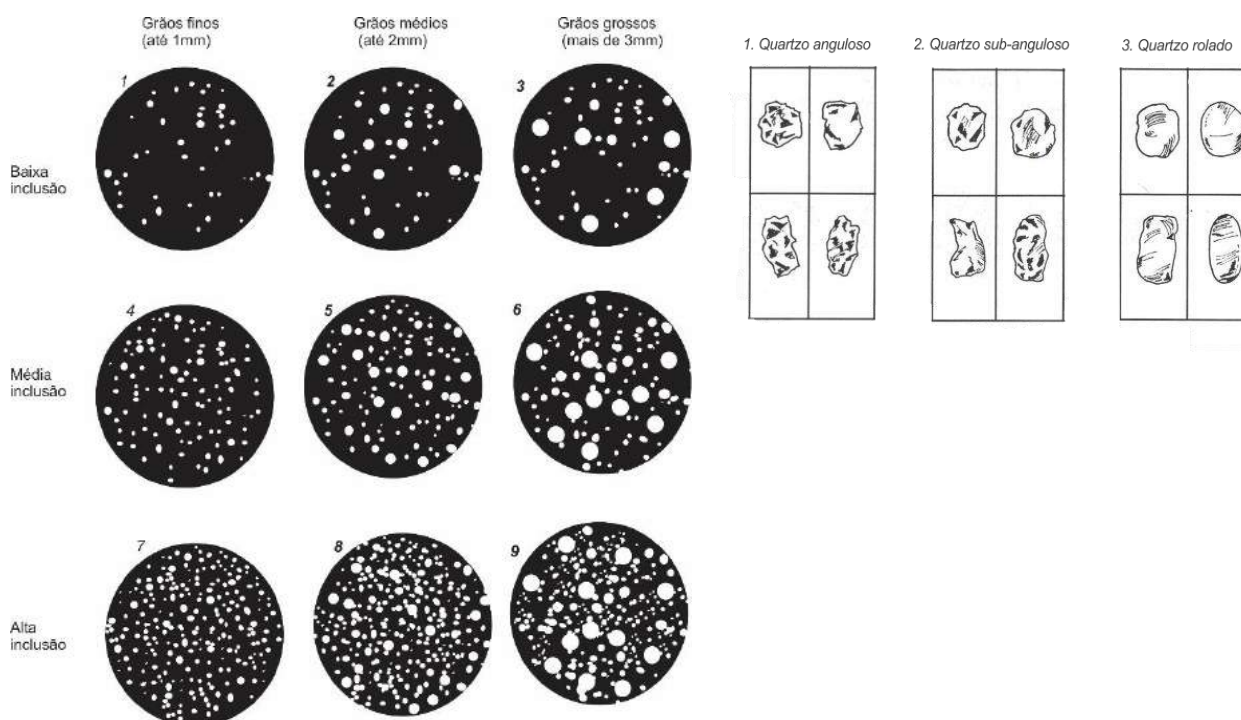 Grãos finos
(até 1mm)
Grãos médios
(até 2mm)
Grãos grossos
(mais de 3mm)
1. Quartzo anguloso
2. Quartzo sub-anguloso
3. Quartzo rolado
1
2
3
Baixa
inclusão
4
5
6
Média
inclusão
7
8
9
Alta
inclusão